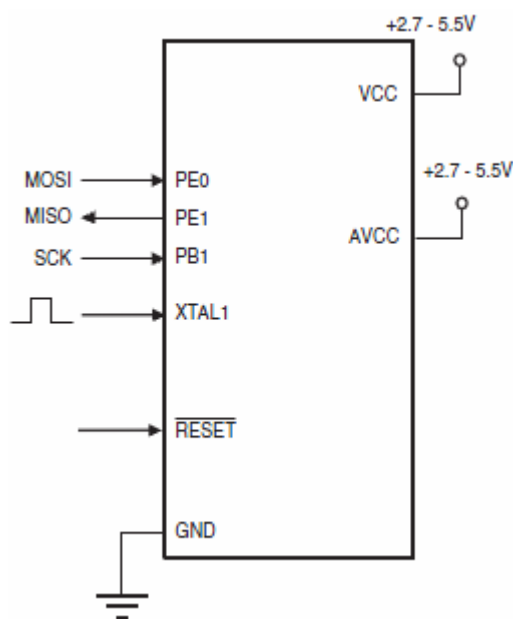 +2.7 - 5.5V
VCC
+2.7 - 5.5V
MOSI PE0
MISO PE1
AVCC
SCK PB1
XTAL1
RESET
GND